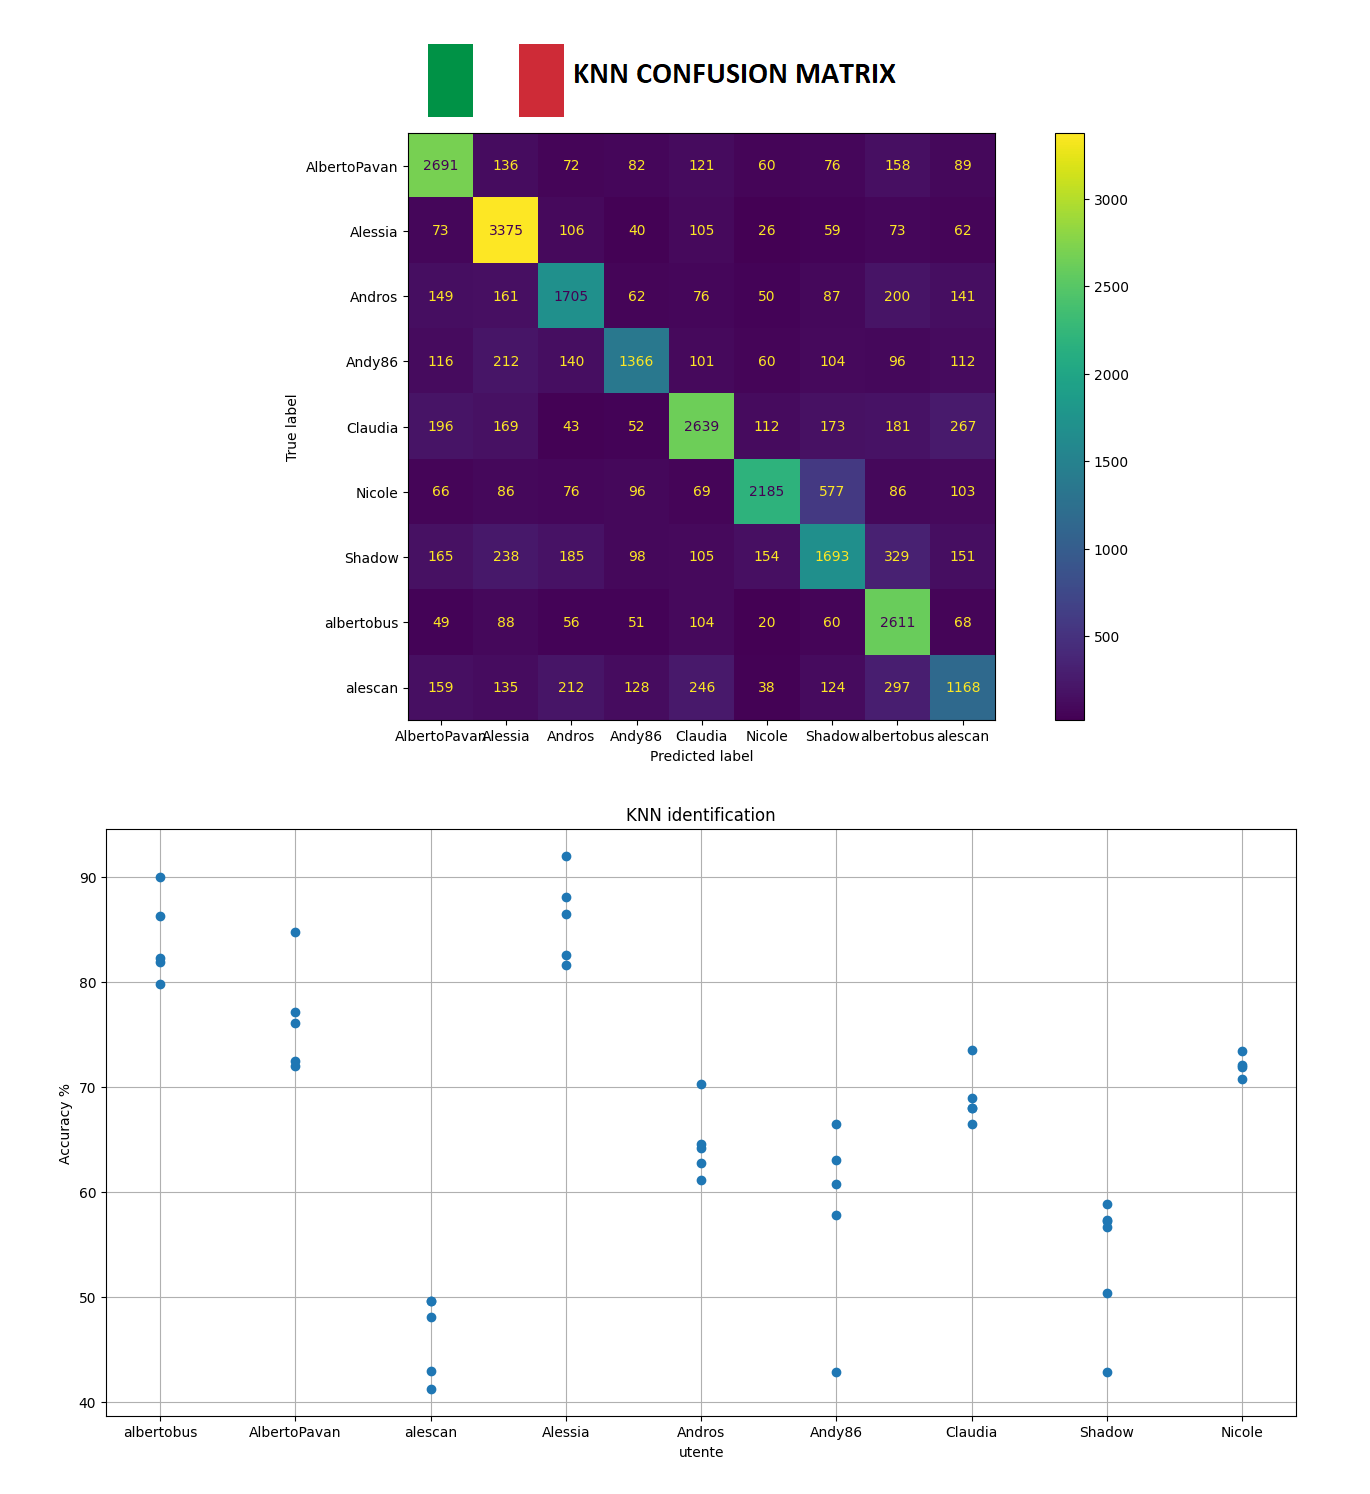 KNN CONFUSION MATRIX
AlbertoPavan 2691 136 72 82 121 60 76 158 89
Alessia 73 3375 106 40 105 26 59 73 62
Andros 149 161 1705 62 76 50 87 200 141
Andy86 116 212 140 1366 101 60 104 96 112
Claudia 196 169 43 52 2639 112 173 181 267
Nicole 66 86 76 96 69 2185 577 86 103
Shadow 165 238 185 98 105 154 1693 329 151
albertobus 49 88 56 51 104 20 60 2611 68
alescan 159 135 212 128 246 38 124 297 1168
True label
AlbertoPavan Alessia Andros Andy86 Claudia Nicole Shadow albertobus alescan
Predicted label
3000
2500
2000
1500
1000
500
KNN identification
90
80
70
60
50
40
Accuracy %
albertobus AlbertoPavan alescan Alessia Andros Andy86 Claudia Shadow Nicole
utente